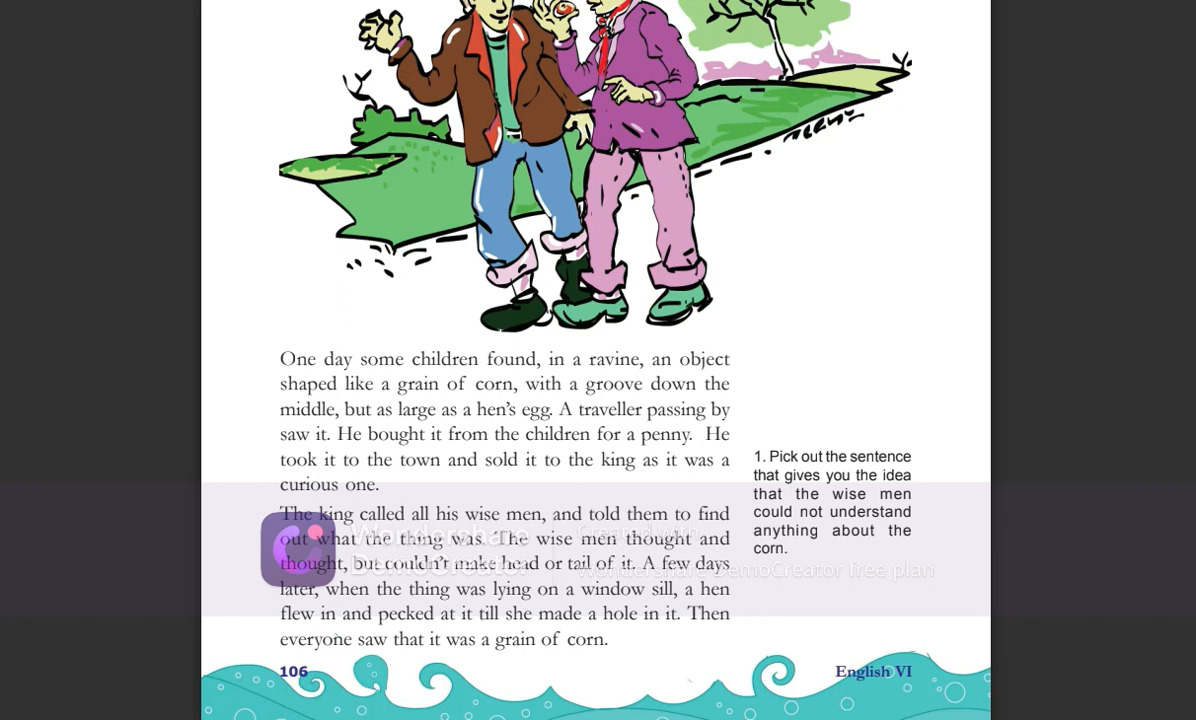 One day some children found, in a ravine, an object
shaped like a grain of corn, with a groove down the
middle, but as large as a hen's egg. A traveller passing by
saw it. He bought it from the children for a penny. He
took it to the town and sold it to the king as it was a
curious one.
The king called all his wise men, and told them to find
out what the thing was. The wise men thought and
thought, but couldn't make head or tail of it. A few days
later, when the thing was lying on a window sill, a hen
flew in and pecked at it till she made a hole in it. Then
everyone saw that it was a grain of corn.
1. Pick out the sentence
that gives you the idea
that the wise men
could not understand
anything about the
corn.
Wondershare
DemoCreator
Created with
Wondershare DemoCreator free plan
106
English VI